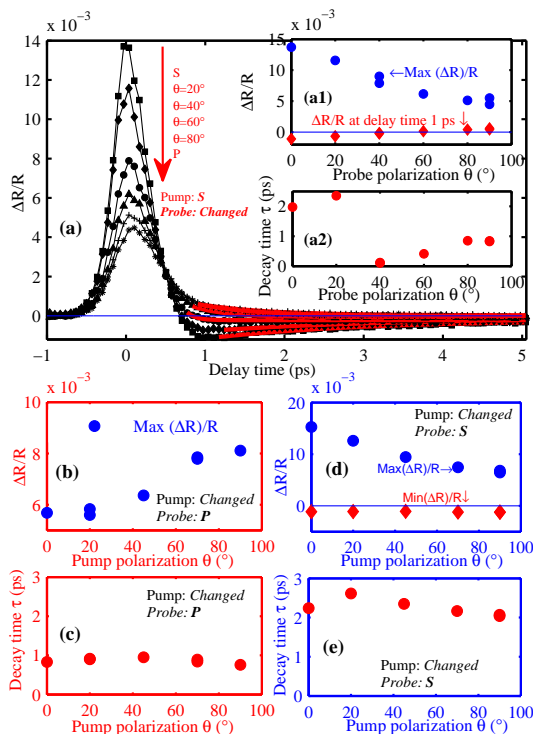 x 10⁻³
14
12
10
8
6
4
2
0
ΔR/R
(a)
S
θ=20°
θ=40°
θ=60°
θ=80°
P
Pump: S
Probe: Changed
−1
0
1
2
3
4
5
Delay time (ps)
x 10⁻³
15
10
5
0
ΔR/R
←Max (ΔR)/R
(a1)
ΔR/R at delay time 1 ps ↓
0
20
40
60
80
100
Probe polarization θ (°)
2
1
0
Decay time τ (ps)
(a2)
0
20
40
60
80
100
Probe polarization θ (°)
x 10⁻³
10
8
6
ΔR/R
Max (ΔR)/R
(b)
Pump: Changed
Probe: P
0
20
40
60
80
100
Pump polarization θ (°)
x 10⁻³
20
10
0
ΔR/R
Pump: Changed
Probe: S
(d)
Max(ΔR)/R→
Min(ΔR)/R↓
0
20
40
60
80
100
Pump polarization θ (°)
3
2
1
0
Decay time τ (ps)
Pump: Changed
Probe: P
(c)
0
20
40
60
80
100
Pump polarization θ (°)
3
2
1
0
Decay time τ (ps)
Pump: Changed
Probe: S
(e)
0
20
40
60
80
100
Pump polarization θ (°)